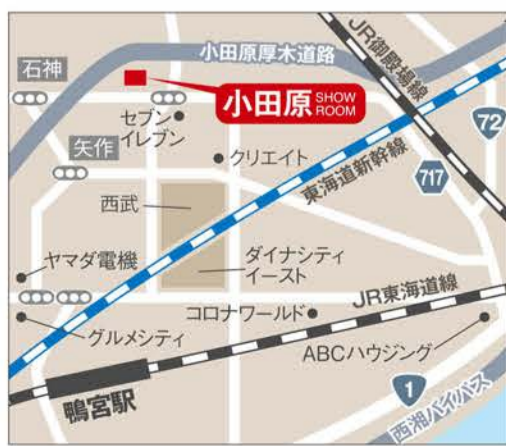 小田原厚木道路
JR御殿場線
石神
小田原 SHOW
ROOM
セブン
イレブン
72
矢作
クリエイト
東海道新幹線
717
西武
ヤマダ電機
ダイナシティ
イースト
JR東海道線
コロナワールド
グルメシティ
ABCハウジング
鴨宮駅
1
西湘バイパス